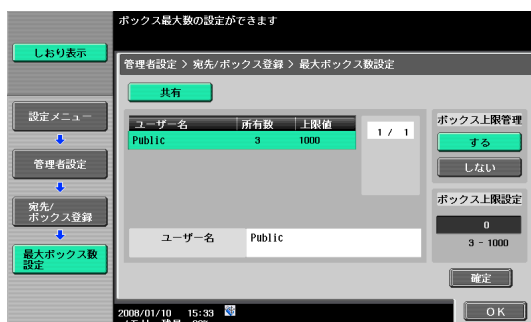 ボックス最大数の設定ができます
しおり表示
管理者設定 > 宛先/ボックス登録 > 最大ボックス数設定
共有
設定メニュー
管理者設定
宛先/
ボックス登録
最大ボックス数
設定
ユーザー名 所有数 上限値
Public 3 1000
1/ 1
ユーザー名 Public
ボックス上限管理
する
しない
ボックス上限設定
0
3 - 1000
確定
2008/01/10 15:33
OK